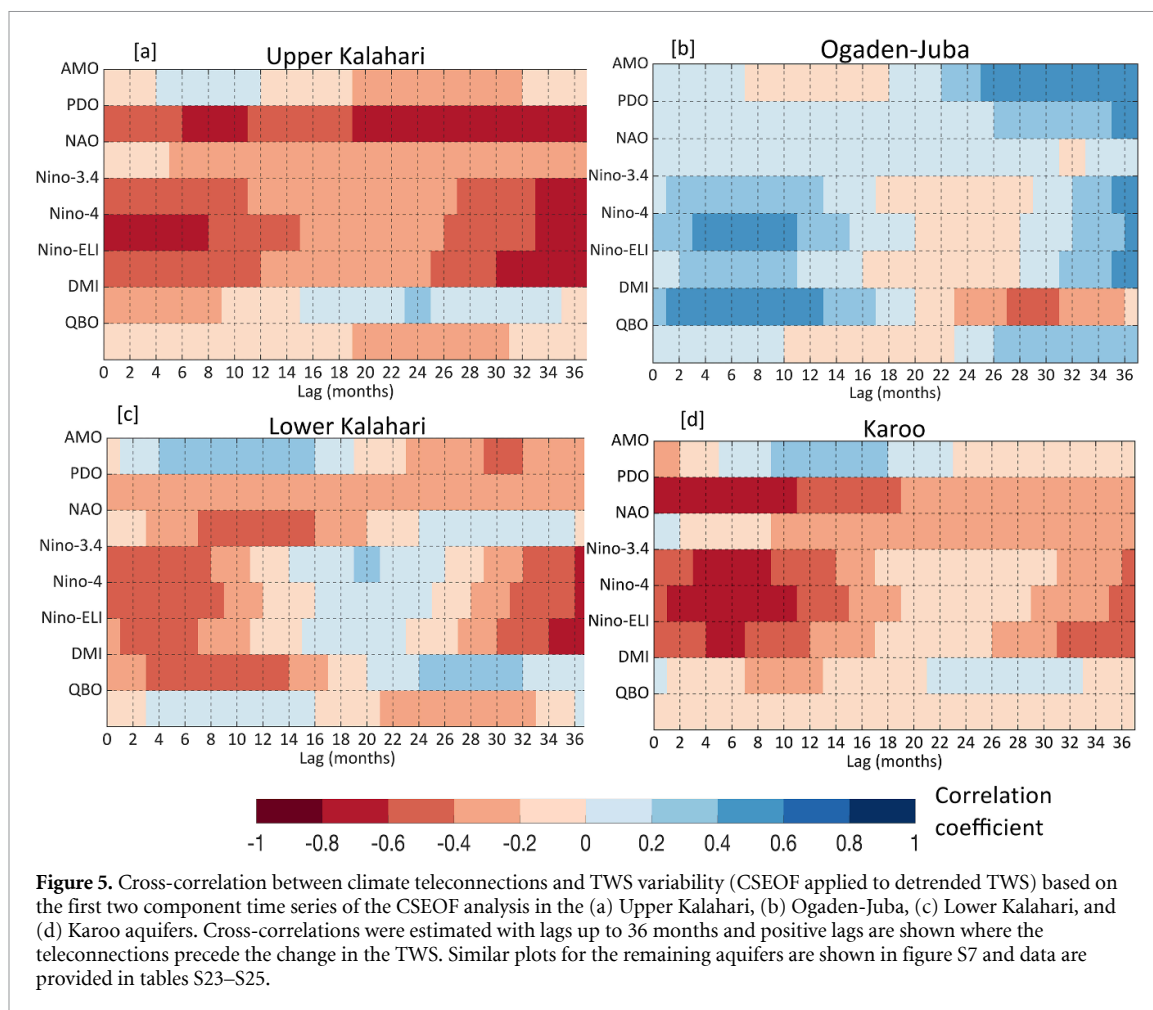 [a]
Upper Kalahari
AMO
PDO
NAO
Nino-3.4
Nino-4
Nino-ELI
DMI
QBO
0 2 4 6 8 10 12 14 16 18 20 22 24 26 28 30 32 34 36
Lag (months)
[b]
Ogaden-Juba
AMO
PDO
NAO
Nino-3.4
Nino-4
Nino-ELI
DMI
QBO
0 2 4 6 8 10 12 14 16 18 20 22 24 26 28 30 32 34 36
Lag (months)
[c]
Lower Kalahari
AMO
PDO
NAO
Nino-3.4
Nino-4
Nino-ELI
DMI
QBO
0 2 4 6 8 10 12 14 16 18 20 22 24 26 28 30 32 34 36
Lag (months)
[d]
Karoo
AMO
PDO
NAO
Nino-3.4
Nino-4
Nino-ELI
DMI
QBO
0 2 4 6 8 10 12 14 16 18 20 22 24 26 28 30 32 34 36
Lag (months)
-1 -0.8 -0.6 -0.4 -0.2 0 0.2 0.4 0.6 0.8 1
Correlation
coefficient
Figure 5. Cross-correlation between climate teleconnections and TWS variability (CSEOF applied to detrended TWS) based on
the first two component time series of the CSEOF analysis in the (a) Upper Kalahari, (b) Ogaden-Juba, (c) Lower Kalahari, and
(d) Karoo aquifers. Cross-correlations were estimated with lags up to 36 months and positive lags are shown where the
teleconnections precede the change in the TWS. Similar plots for the remaining aquifers are shown in figure S7 and data are
provided in tables S23–S25.